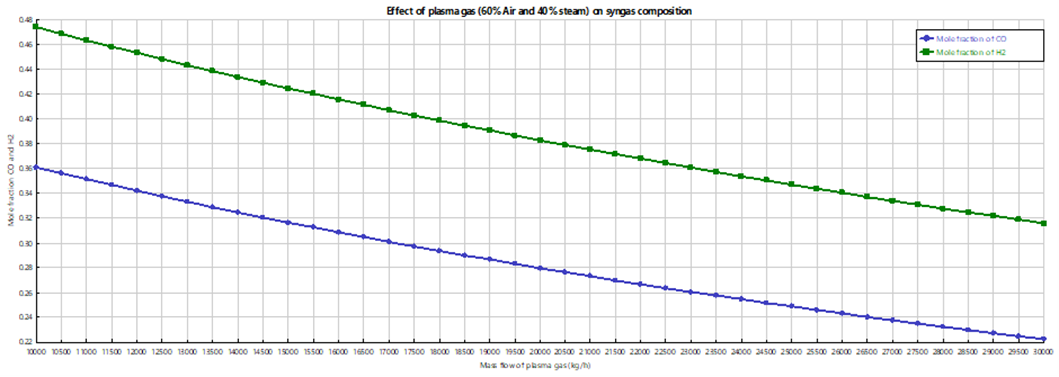 Effect of plasma gas (60% Air and 40% steam) on syngas composition
Mole fraction of CO
Mole fraction of H2
Mole fraction CO and H2
0.48
0.46
0.44
0.42
0.40
0.38
0.36
0.34
0.32
0.30
0.28
0.26
0.24
0.22
10000 10500 11000 11500 12000 12500 13000 13500 14000 14500 15000 15500 16000 16500 17000 17500 18000 18500 19000 19500 20000 20500 21000 21500 22000 22500 23000 23500 24000 24500 25000 25500 26000 26500 27000 27500 28000 28500 29000 29500 30000
Mass flow of plasma gas (kg/h)